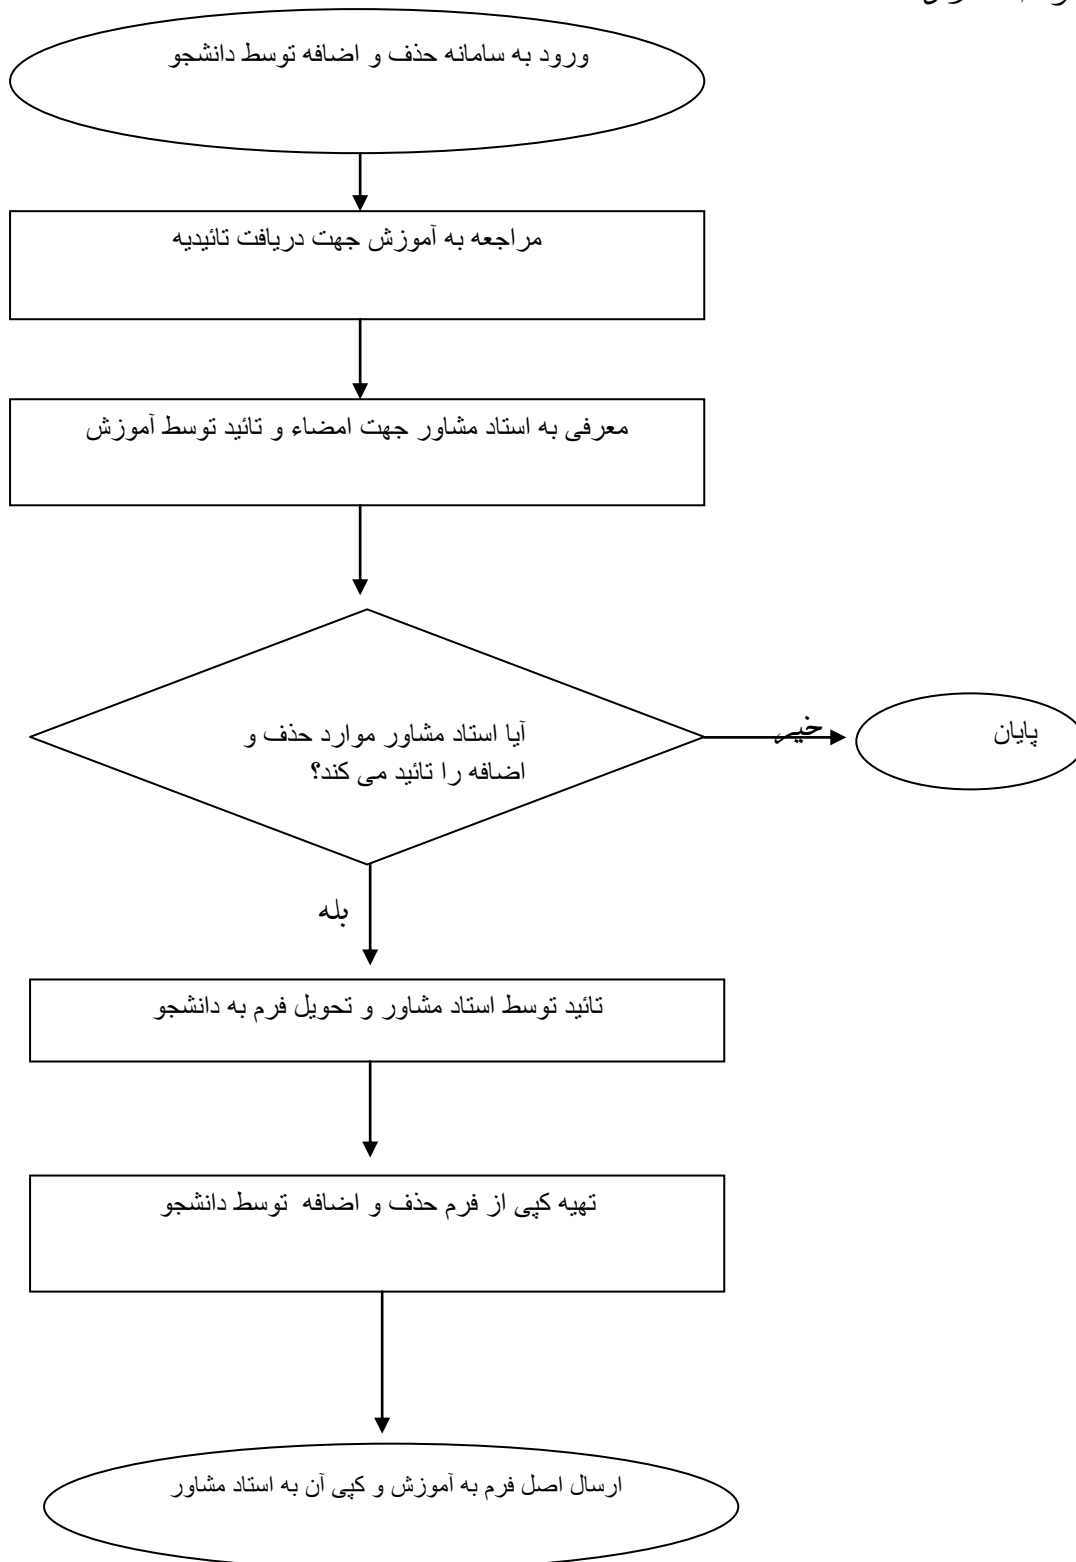 ورود به سامانه حذف و اضافه توسط دانشجو
مراجعه به آموزش جهت دریافت تائیدیه
معرفی به استاد مشاور جهت امضاء و تائید توسط آموزش
آیا استاد مشاور موارد حذف و
اضافه را تائید می کند؟
خیر
پایان
بله
تائید توسط استاد مشاور و تحویل فرم به دانشجو
تهیه کپی از فرم حذف و اضافه توسط دانشجو
ارسال اصل فرم به آموزش و کپی آن به استاد مشاور